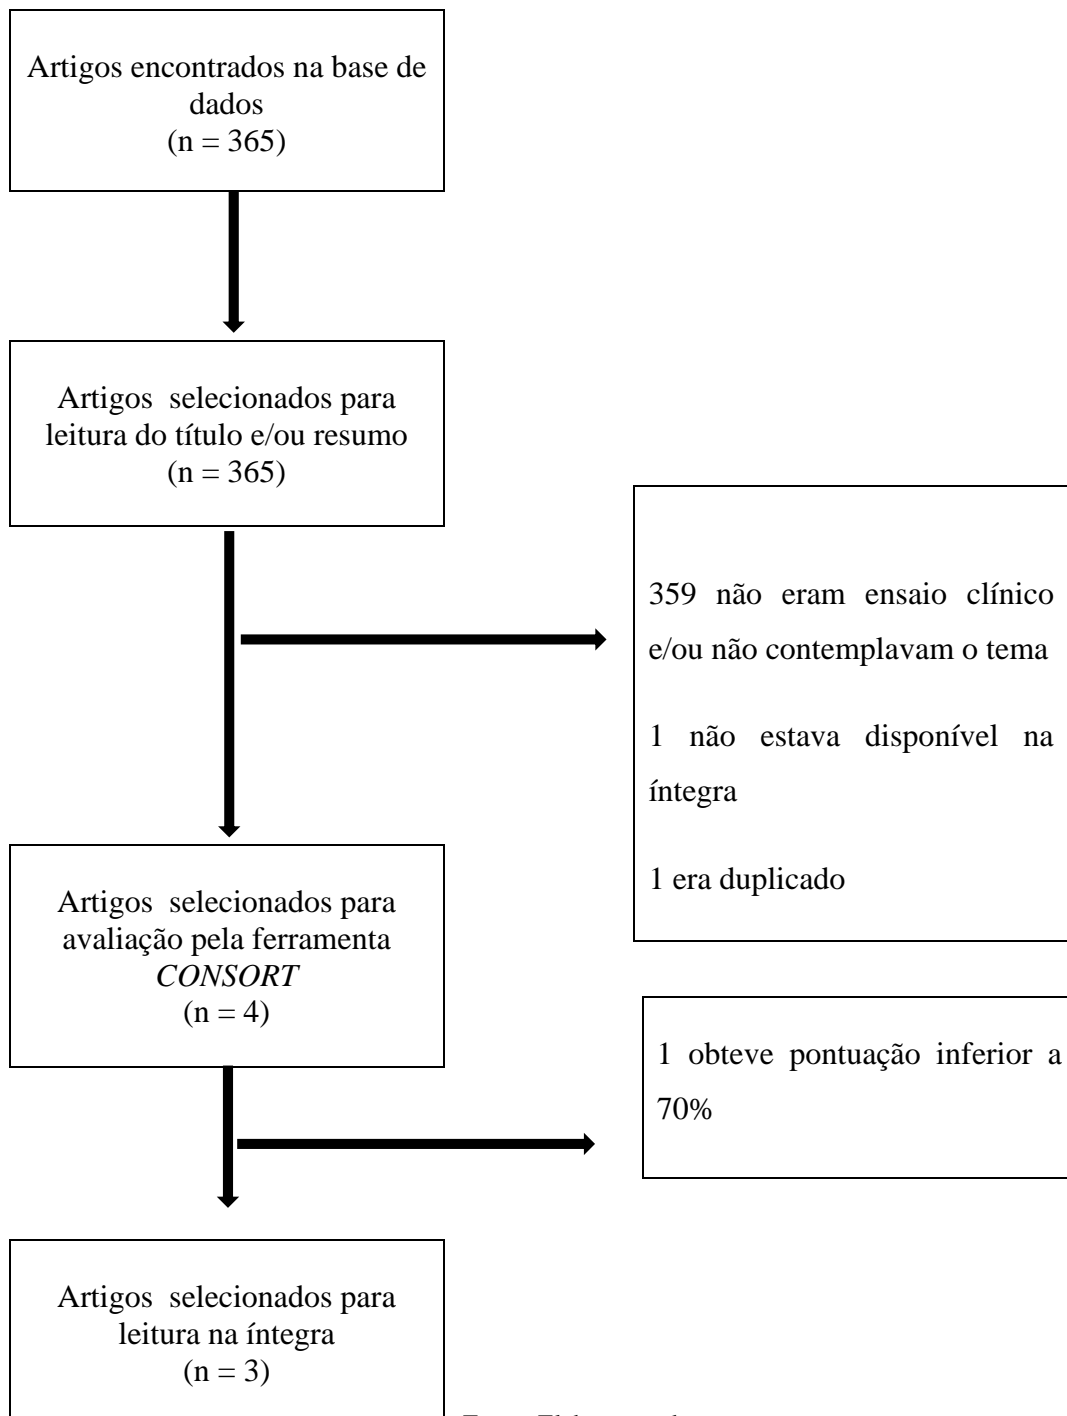 Artigos encontrados na base de
dados
(n = 365)
Artigos selecionados para
leitura do título e/ou resumo
(n = 365)
359 não eram ensaio clínico
e/ou não contemplavam o tema
1 não estava disponível na
íntegra
1 era duplicado
Artigos selecionados para
avaliação pela ferramenta
CONSORT
(n = 4)
1 obteve pontuação inferior a
70%
Artigos selecionados para
leitura na íntegra
(n = 3)